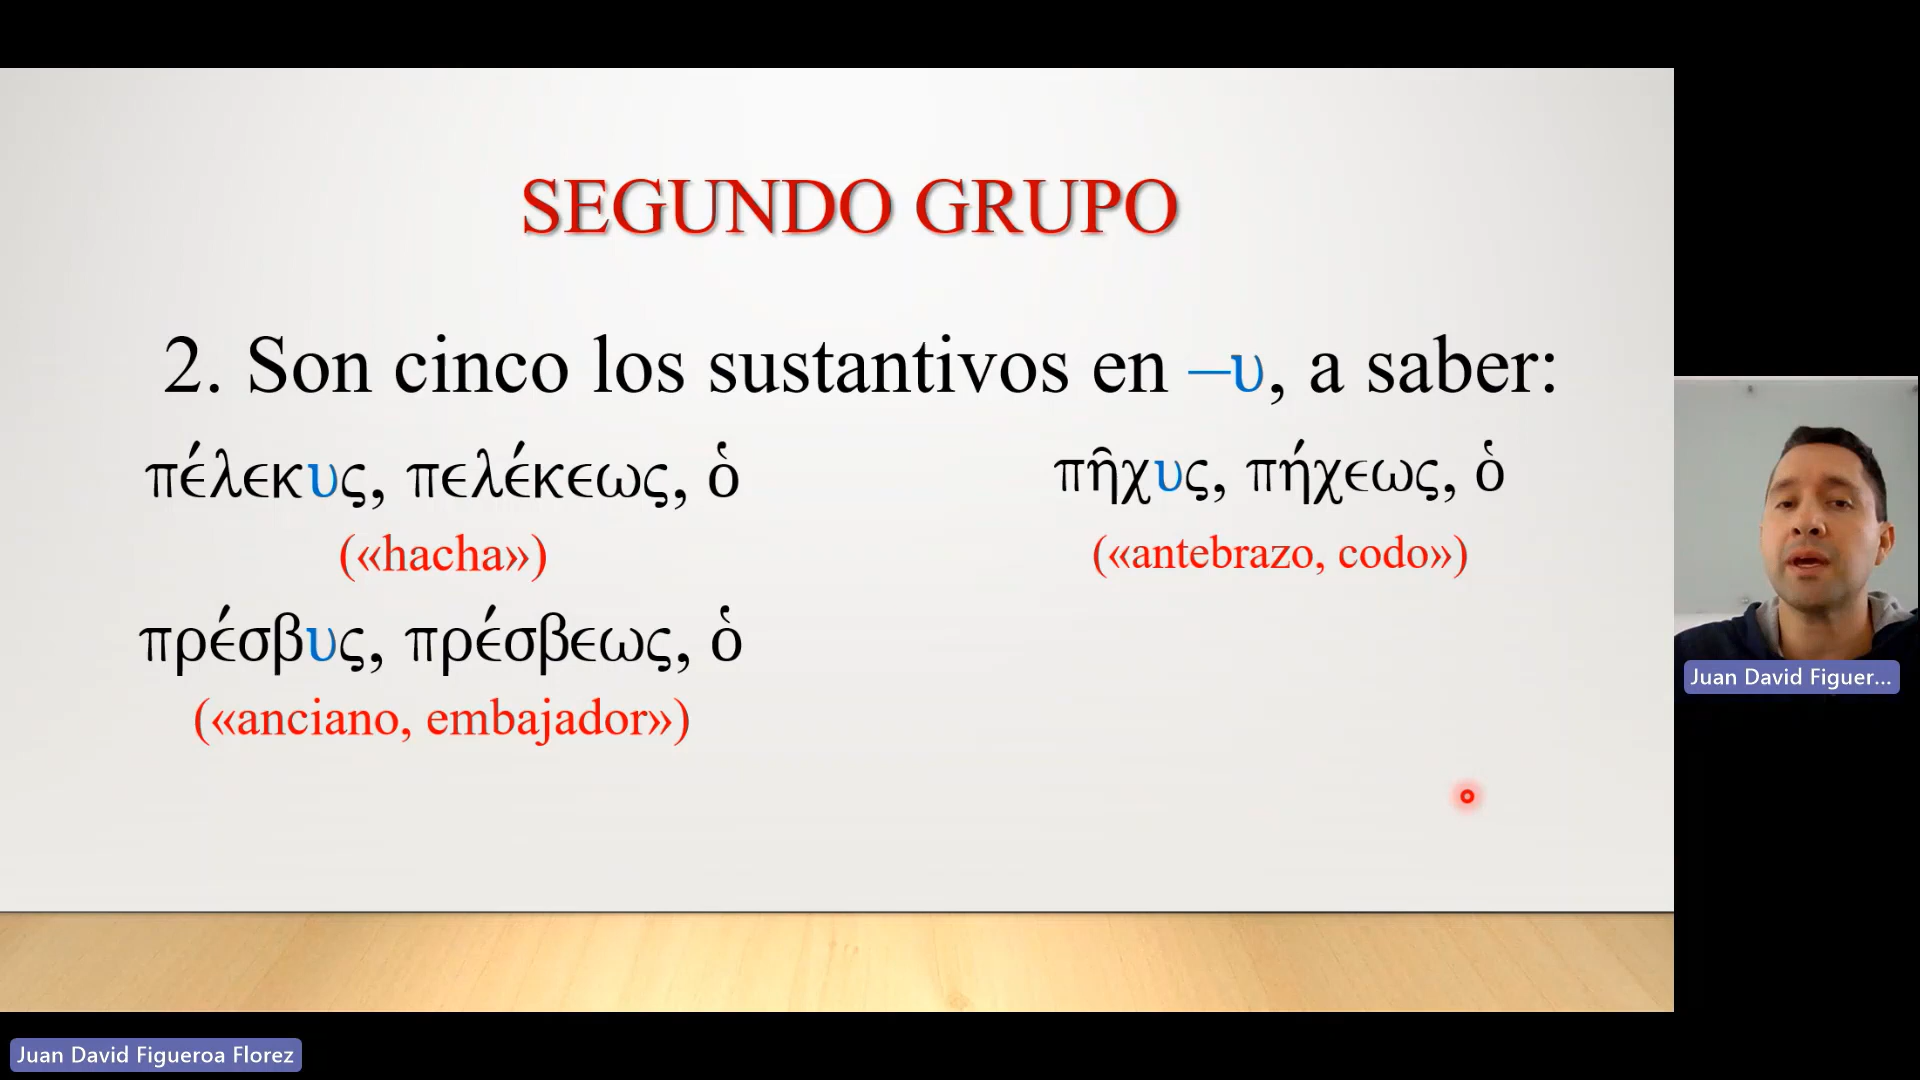 SEGUNDO GRUPO
2. Son cinco los sustantivos en –υ, a saber:
πέλεκυς, πελέκεως, ὁ
(«hacha»)
πῆχυς, πήχεως, ὁ
(«antebrazo, codo»)
πρέσβυς, πρέσβεως, ὁ
(«anciano, embajador»)
Juan David Figuer...
Juan David Figueroa Florez